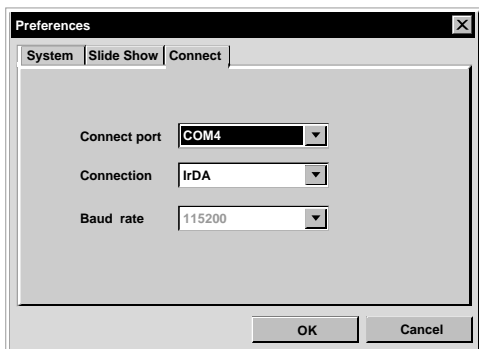 Preferences
System Slide Show Connect
Connect port COM4
Connection IrDA
Baud rate 115200
OK Cancel